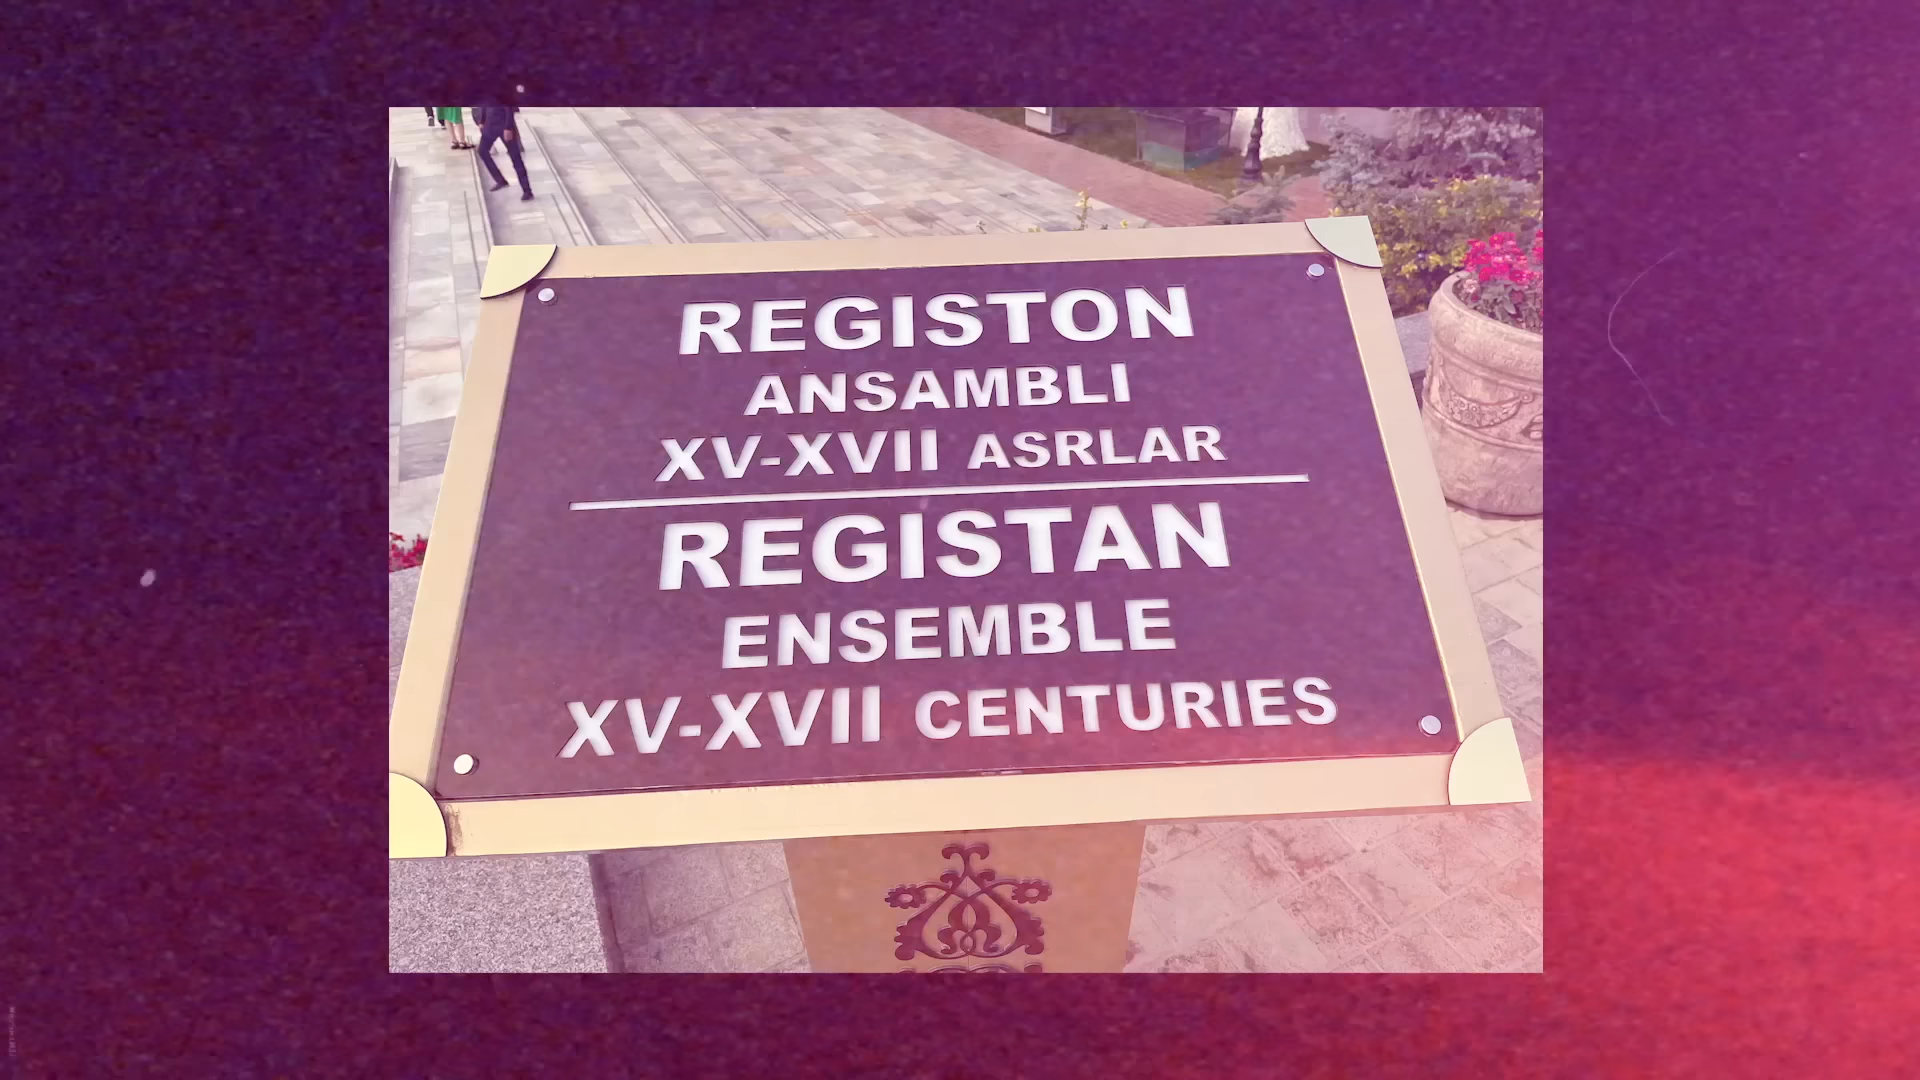 REGISTON
ANSAMBLI
XV-XVII ASRLAR
REGISTAN
ENSEMBLE
XV-XVII CENTURIES